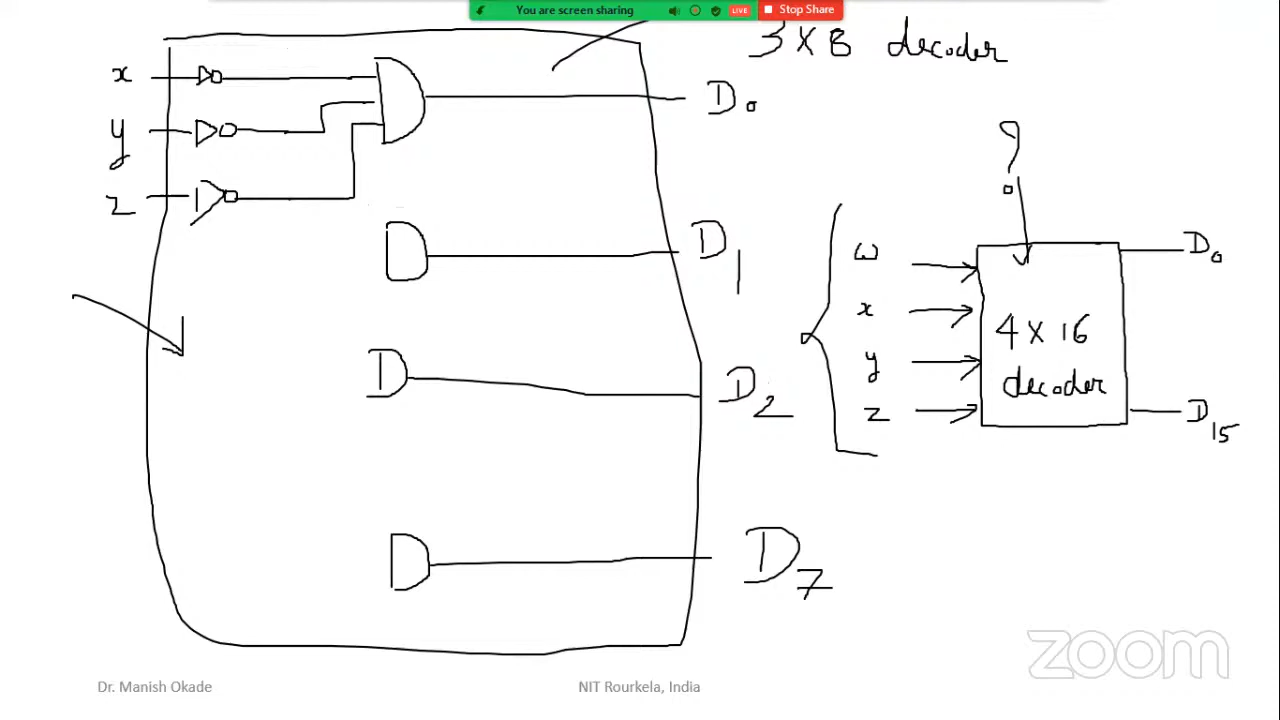 You are screen sharing LIVE Stop Share
3 X 8 decoder
x
D0
y
z
?
D1
w
D0
x
4 X 16
decoder
y
D2
z
D15
D7
zoom
Dr. Manish Okade
NIT Rourkela, India